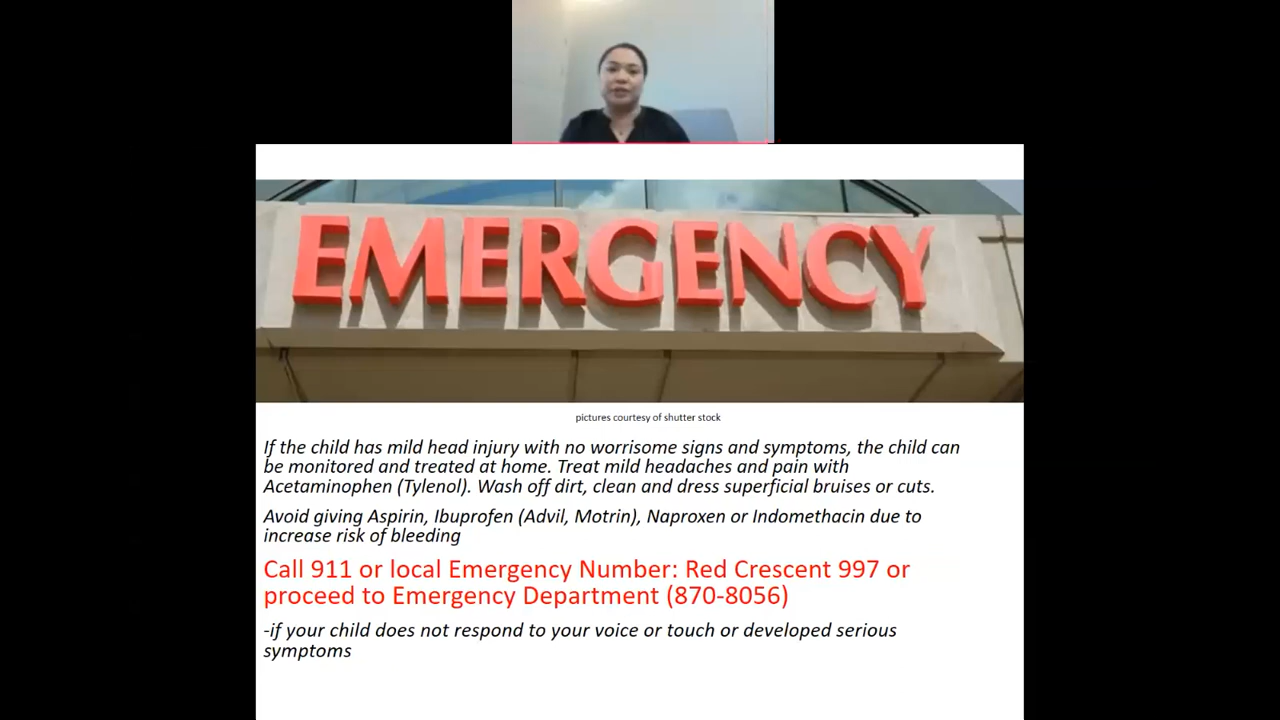 EMERGENCY
pictures courtesy of shutter stock
If the child has mild head injury with no worrisome signs and symptoms, the child can
be monitored and treated at home. Treat mild headaches and pain with
Acetaminophen (Tylenol). Wash off dirt, clean and dress superficial bruises or cuts.
Avoid giving Aspirin, Ibuprofen (Advil, Motrin), Naproxen or Indomethacin due to
increase risk of bleeding
Call 911 or local Emergency Number: Red Crescent 997 or
proceed to Emergency Department (870-8056)
-if your child does not respond to your voice or touch or developed serious
symptoms